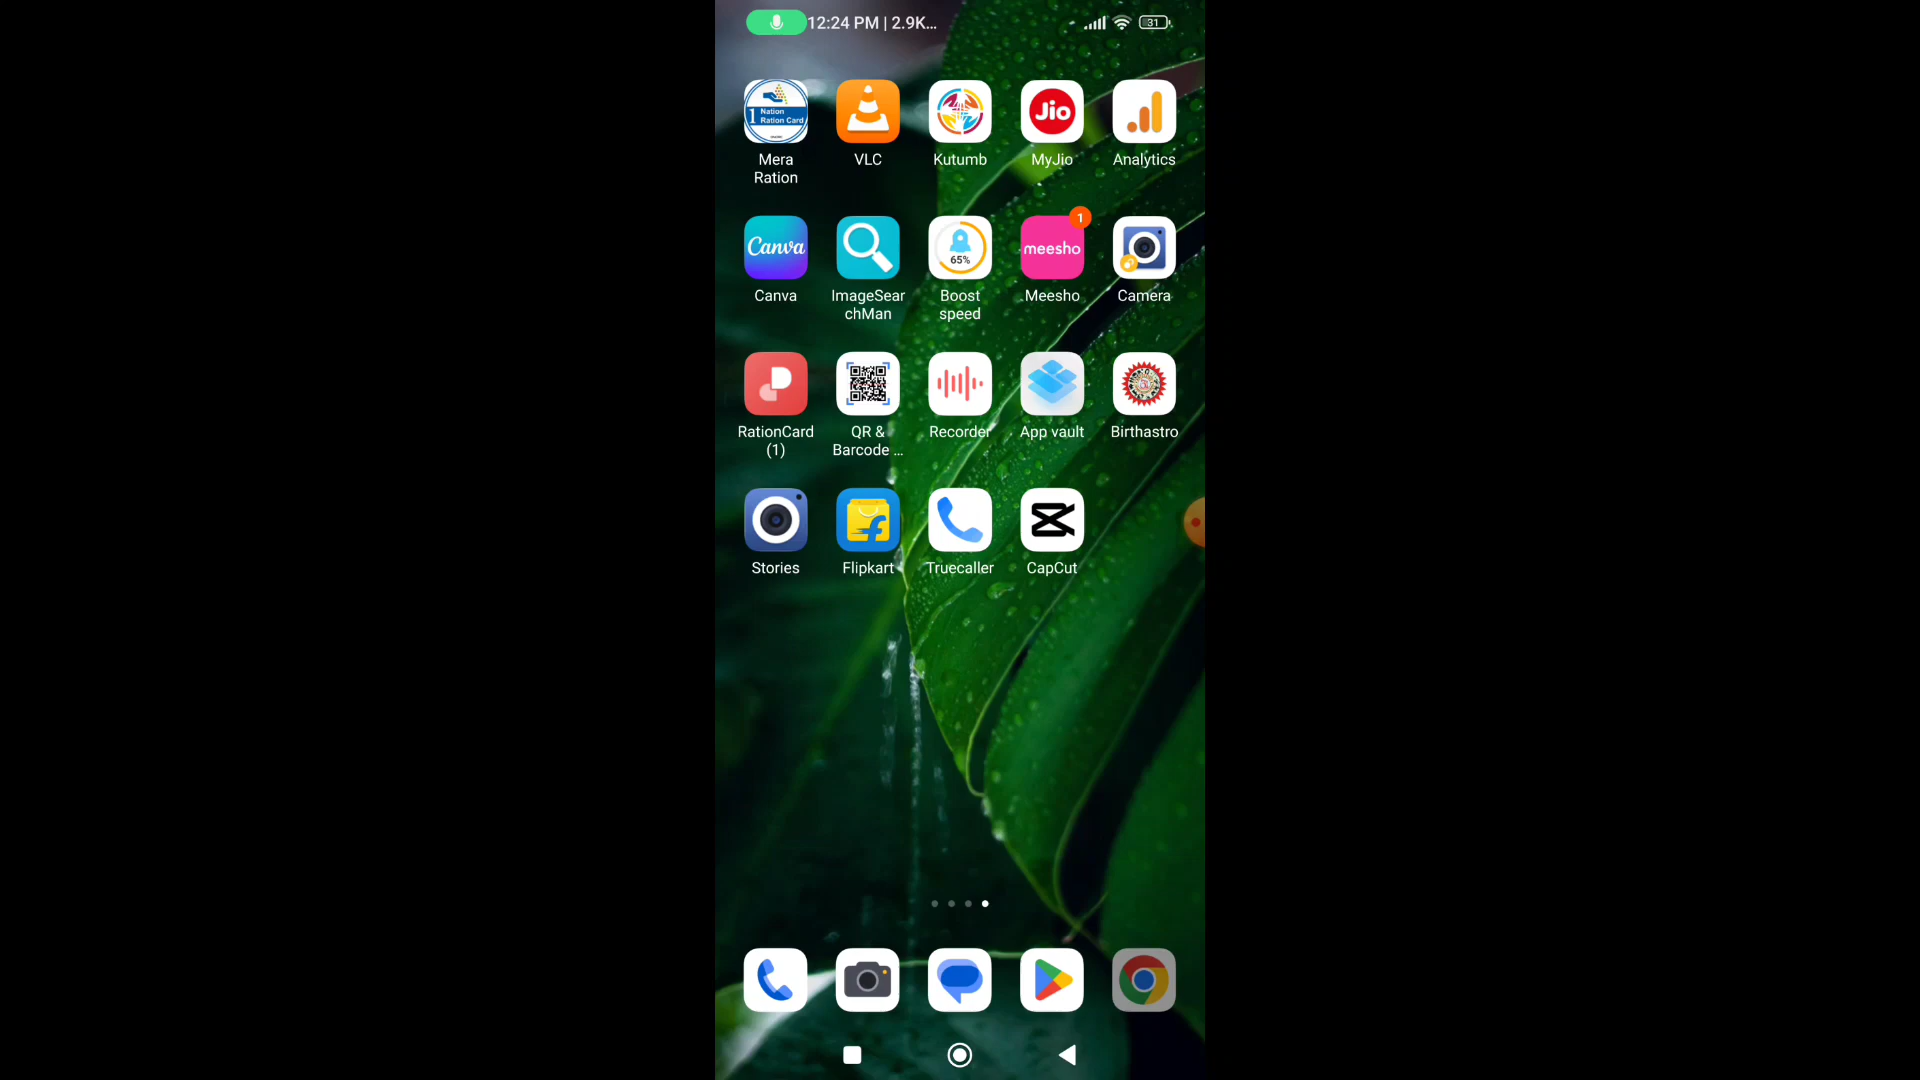 12:24 PM | 2.9K...
31
1 Nation
Ration Card
Jio
Mera
Ration
VLC
Kutumb
MyJio
Analytics
Canva
65%
meesho
1
Canva
ImageSear
chMan
Boost
speed
Meesho
Camera
RationCard
(1)
QR &
Barcode ...
Recorder
App vault
Birthastro
Stories
Flipkart
Truecaller
CapCut